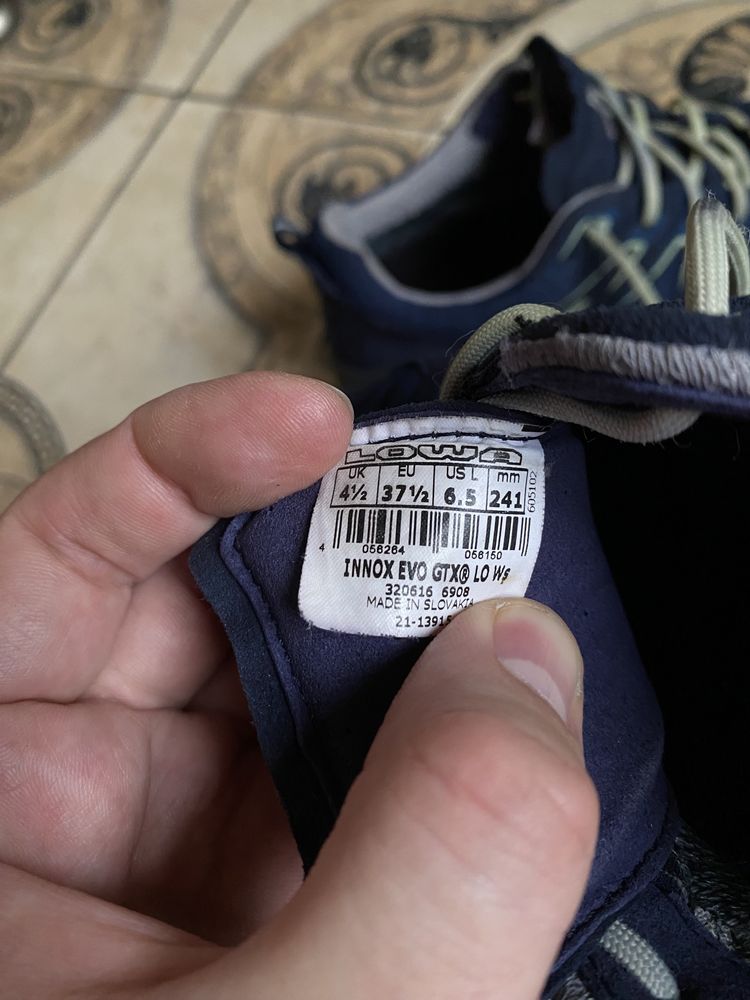 LOWA
UK EU US L mm
4½ 37½ 6.5 241
605102
4 056264 056150
INNOX EVO GTX® LO Ws
320616 6908
MADE IN SLOVAKIA